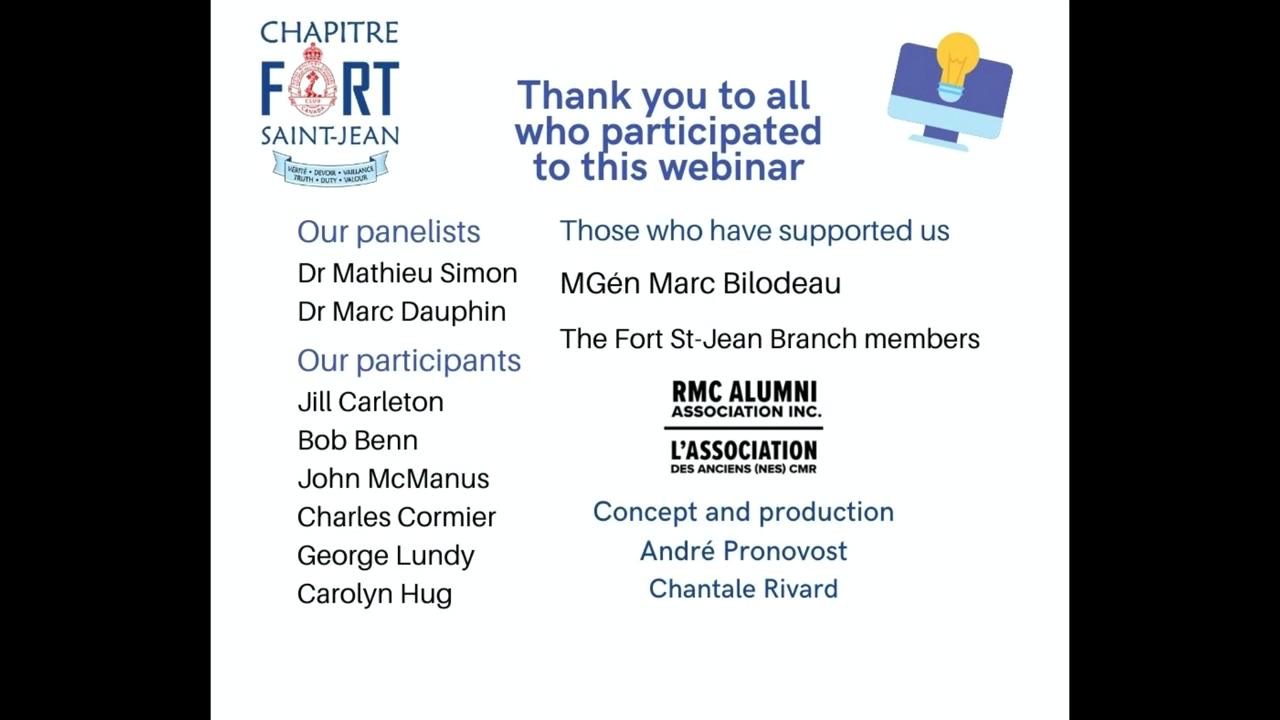 CHAPITRE
FORT
CLUB
CANADA
SAINT-JEAN
VÉRITÉ • DEVOIR • VAILLANCE
TRUTH • DUTY • VALOUR
Thank you to all
who participated
to this webinar
Our panelists
Dr Mathieu Simon
Dr Marc Dauphin
Our participants
Jill Carleton
Bob Benn
John McManus
Charles Cormier
George Lundy
Carolyn Hug
Those who have supported us
MGén Marc Bilodeau
The Fort St-Jean Branch members
RMC ALUMNI
ASSOCIATION INC.
L'ASSOCIATION
DES ANCIENS (NES) CMR
Concept and production
André Pronovost
Chantale Rivard